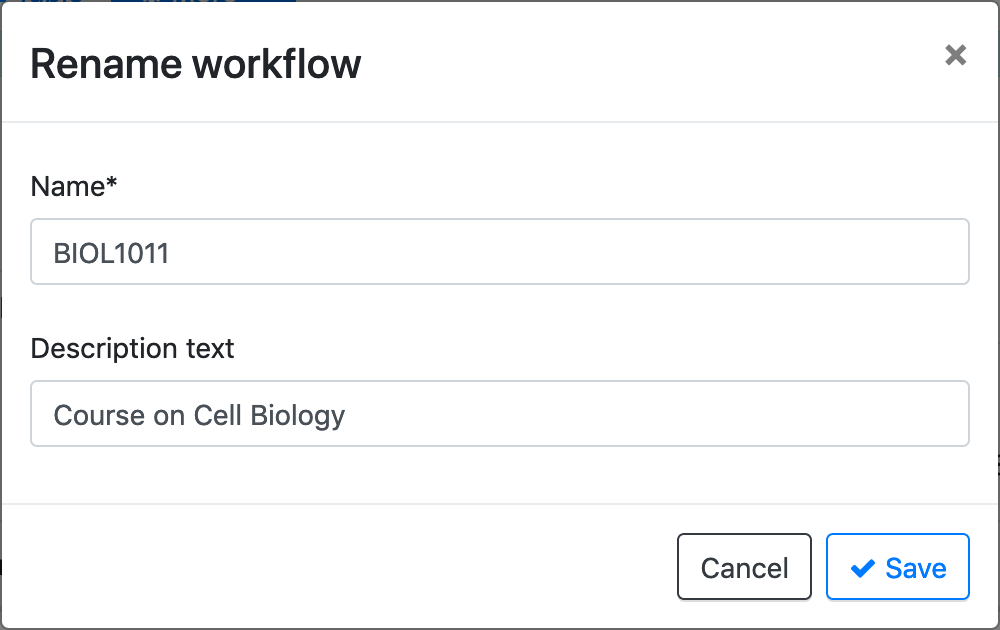 Rename workflow
Name*
BIOL1011
Description text
Course on Cell Biology
Cancel
Save